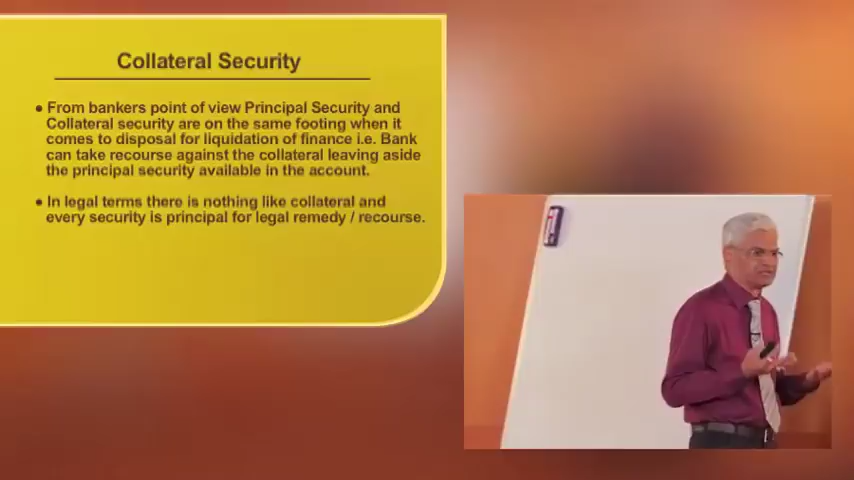 Collateral Security
● From bankers point of view Principal Security and
Collateral security are on the same footing when it
comes to disposal for liquidation of finance i.e. Bank
can take recourse against the collateral leaving aside
the principal security available in the account.
● In legal terms there is nothing like collateral and
every security is principal for legal remedy / recourse.